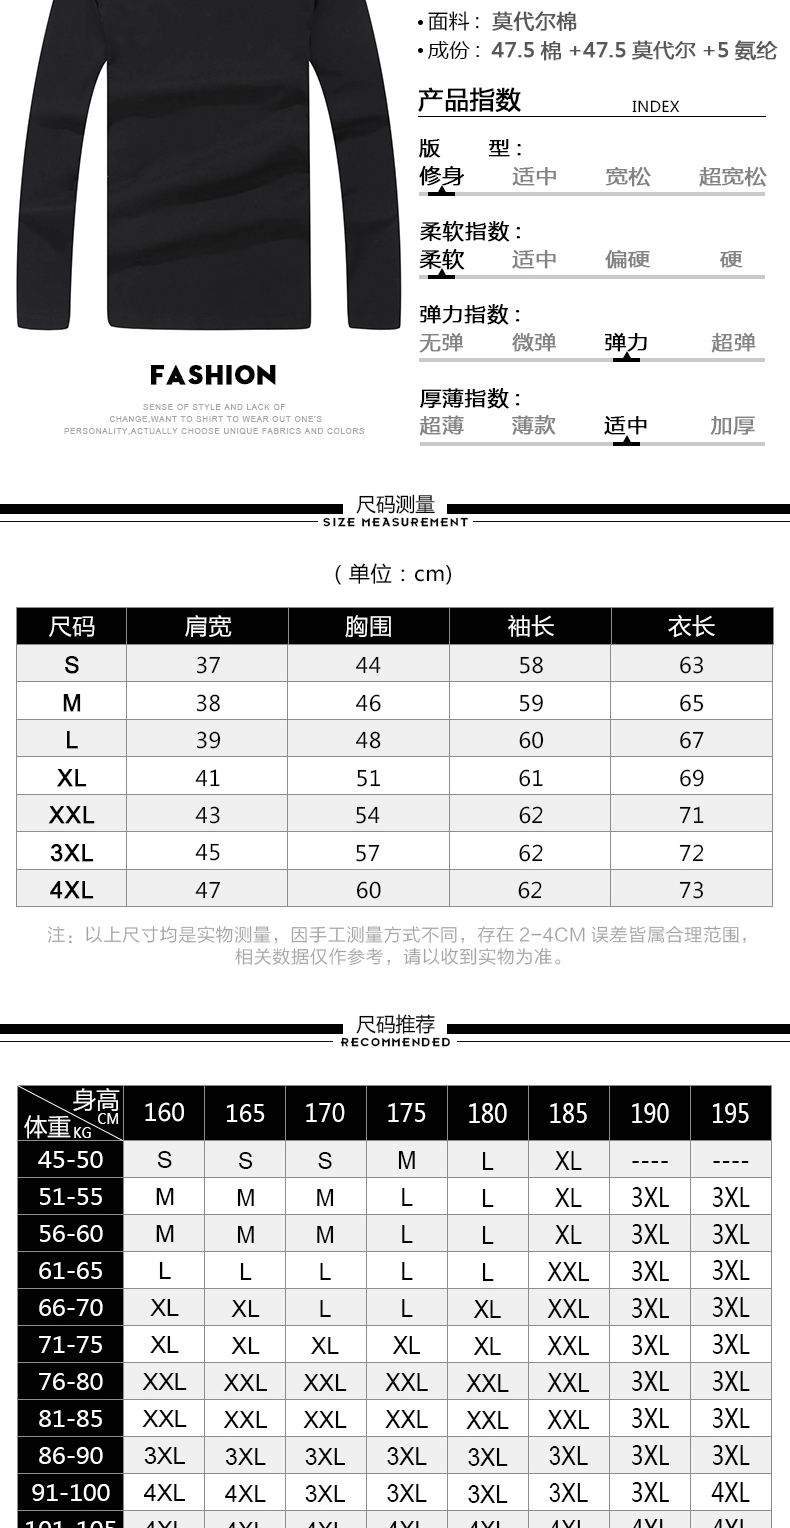 •面料： 莫代尔棉
•成份： 47.5 棉 +47.5 莫代尔 +5 氨纶
产品指数 INDEX
版 型：
修身 适中 宽松 超宽松
柔软指数：
柔软 适中 偏硬 硬
弹力指数：
无弹 微弹 弹力 超弹
厚薄指数：
超薄 薄款 适中 加厚
FASHION
SENSE OF STYLE AND LACK OF
CHANGE,WANT TO SHIRT TO WEAR OUT ONE'S
PERSONALITY,ACTUALLY CHOOSE UNIQUE FABRICS AND COLORS
尺码测量
SIZE MEASUREMENT
( 单位：cm)
尺码 肩宽 胸围 袖长 衣长
S 37 44 58 63
M 38 46 59 65
L 39 48 60 67
XL 41 51 61 69
XXL 43 54 62 71
3XL 45 57 62 72
4XL 47 60 62 73
注：以上尺寸均是实物测量，因手工测量方式不同，存在 2-4CM 误差皆属合理范围，
相关数据仅作参考，请以收到实物为准。
尺码推荐
RECOMMENDED
身高 CM 体重 KG 160 165 170 175 180 185 190 195
45-50 S S S M L XL ---- ----
51-55 M M M L L XL 3XL 3XL
56-60 M M M L L XL 3XL 3XL
61-65 L L L L L XXL 3XL 3XL
66-70 XL XL L L XL XXL 3XL 3XL
71-75 XL XL XL XL XL XXL 3XL 3XL
76-80 XXL XXL XXL XXL XXL XXL 3XL 3XL
81-85 XXL XXL XXL XXL XXL XXL 3XL 3XL
86-90 3XL 3XL 3XL 3XL 3XL 3XL 3XL 3XL
91-100 4XL 4XL 3XL 3XL 3XL 3XL 3XL 4XL
101-105 4XL 4XL 4XL 4XL 4XL 4XL 4XL 4XL